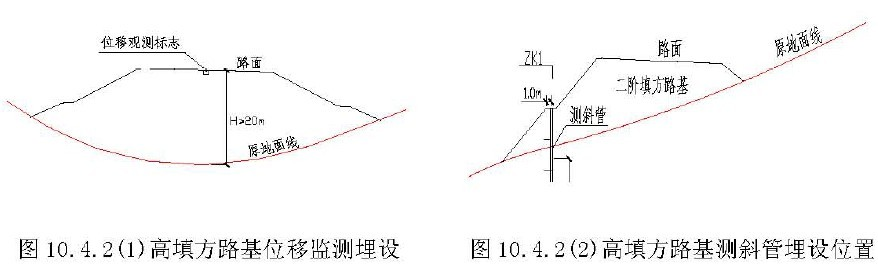 位移观测标志
路面
H≥20m
原地面线
图 10.4.2(1)高填方路基位移监测埋设
ZK1
路面
原地面线
1.0m
二阶填方路基
测斜管
图 10.4.2(2)高填方路基测斜管埋设位置